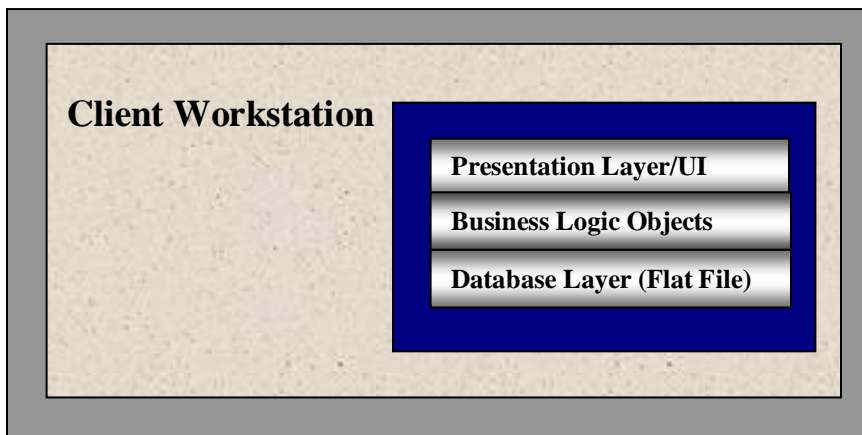 Client Workstation
Presentation Layer/UI
Business Logic Objects
Database Layer (Flat File)